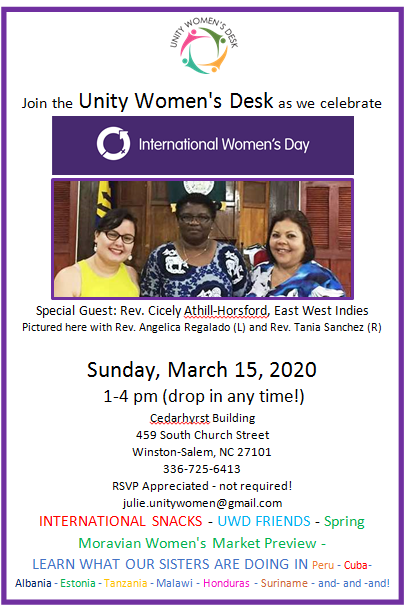 UNITY WOMEN'S DESK
Join the Unity Women's Desk as we celebrate
International Women's Day
Special Guest: Rev. Cicely Athill-Horsford, East West Indies
Pictured here with Rev. Angelica Regalado (L) and Rev. Tania Sanchez (R)
Sunday, March 15, 2020
1-4 pm (drop in any time!)
Cedarhyrst Building
459 South Church Street
Winston-Salem, NC 27101
336-725-6413
RSVP Appreciated - not required!
julie.unitywomen@gmail.com
INTERNATIONAL SNACKS - UWD FRIENDS - Spring
Moravian Women's Market Preview -
LEARN WHAT OUR SISTERS ARE DOING IN Peru - Cuba-
Albania - Estonia - Tanzania - Malawi - Honduras - Suriname - and- and -and!